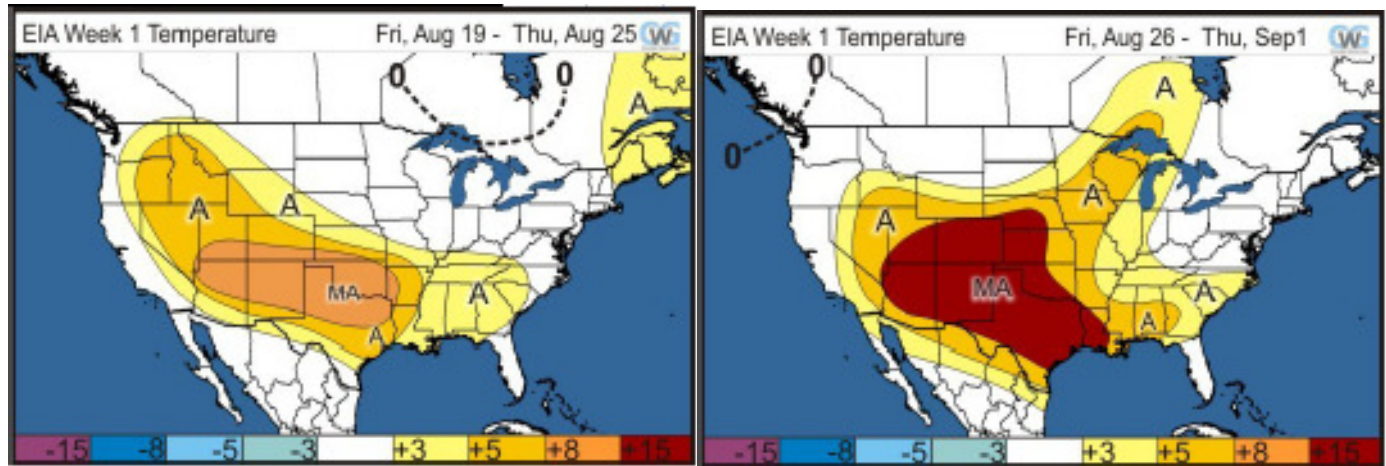 EIA Week 1 Temperature Fri, Aug 19 - Thu, Aug 25 CWG
0 0
A
A A
MA A
A
-15 -8 -5 -3 +3 +5 +8 +15
EIA Week 1 Temperature Fri, Aug 26 - Thu, Sep1 CWG
0
A
0
A A
MA A
A
-15 -8 -5 -3 +3 +5 +8 +15